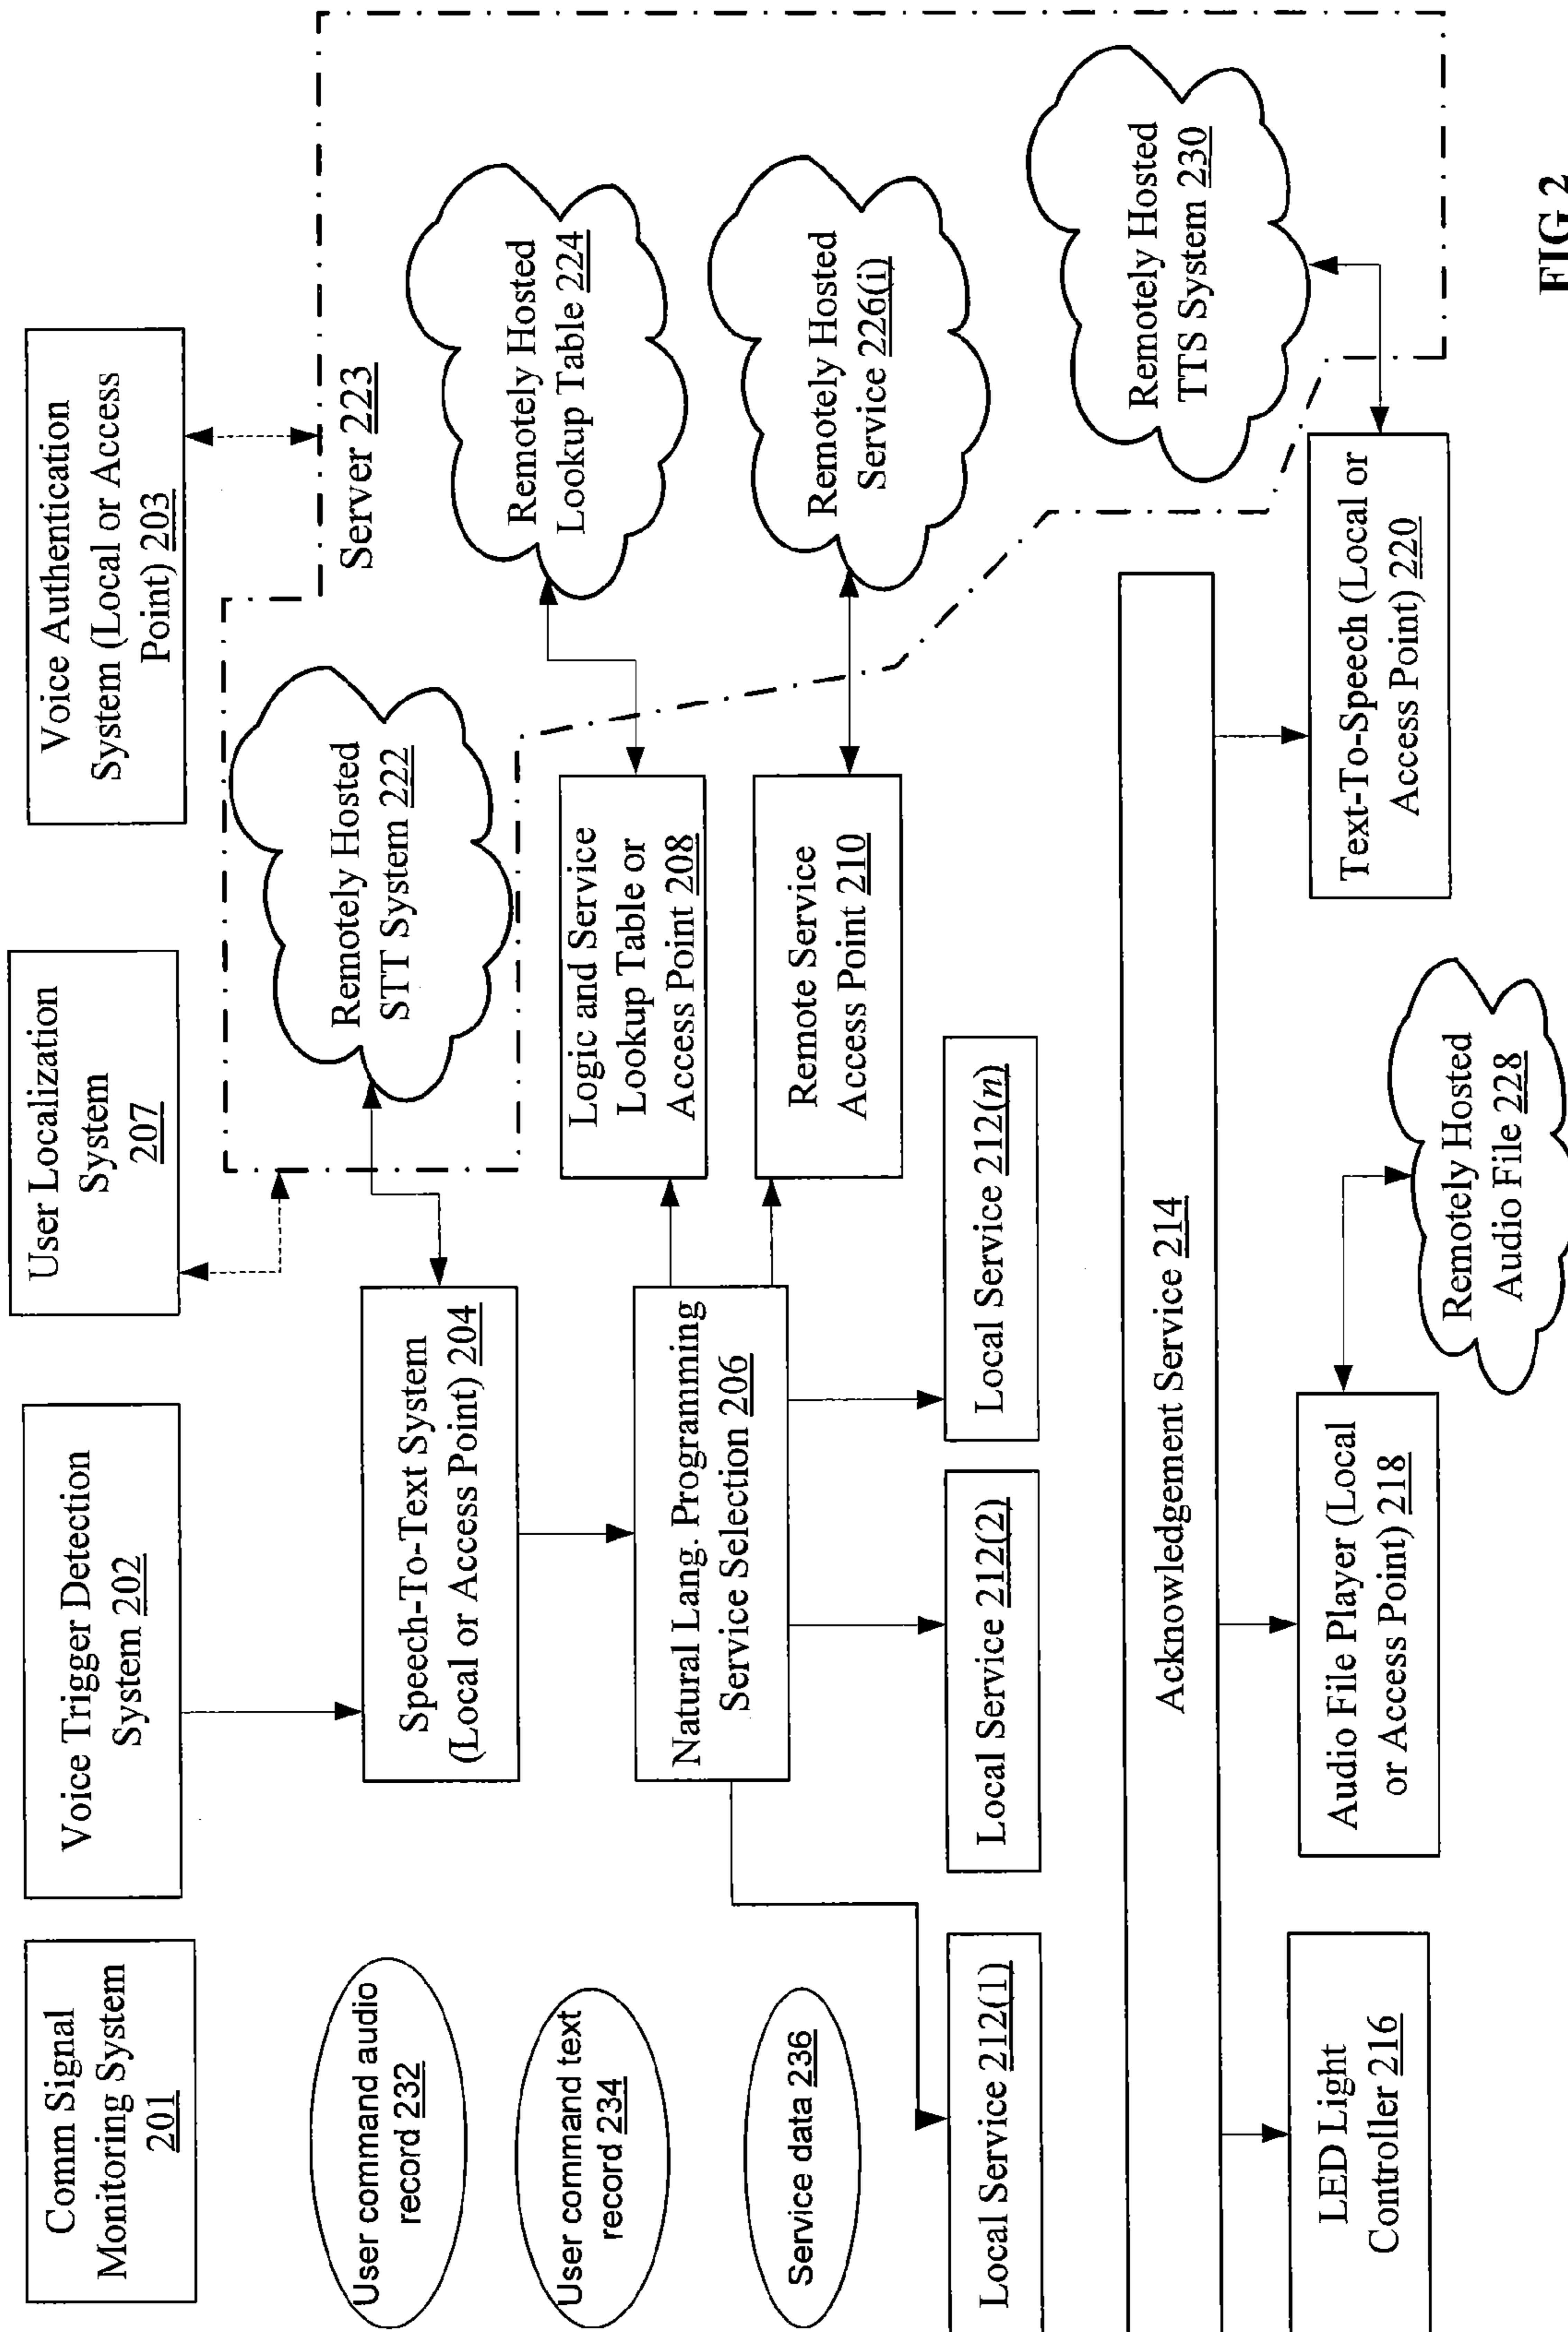 Comm Signal
Monitoring System
201
Voice Trigger Detection
System 202
User Localization
System
207
Voice Authentication
System (Local or Access
Point) 203
Server 223
User command audio
record 232
Speech-To-Text System
(Local or Access Point) 204
Remotely Hosted
STT System 222
Remotely Hosted
Lookup Table 224
User command text
record 234
Natural Lang. Programming
Service Selection 206
Logic and Service
Lookup Table or
Access Point 208
Service data 236
Remote Service
Access Point 210
Remotely Hosted
Service 226(i)
Local Service 212(1)
Local Service 212(2)
Local Service 212(n)
Acknowledgement Service 214
Remotely Hosted
TTS System 230
LED Light
Controller 216
Audio File Player (Local
or Access Point) 218
Remotely Hosted
Audio File 228
Text-To-Speech (Local or
Access Point) 220
FIG 2